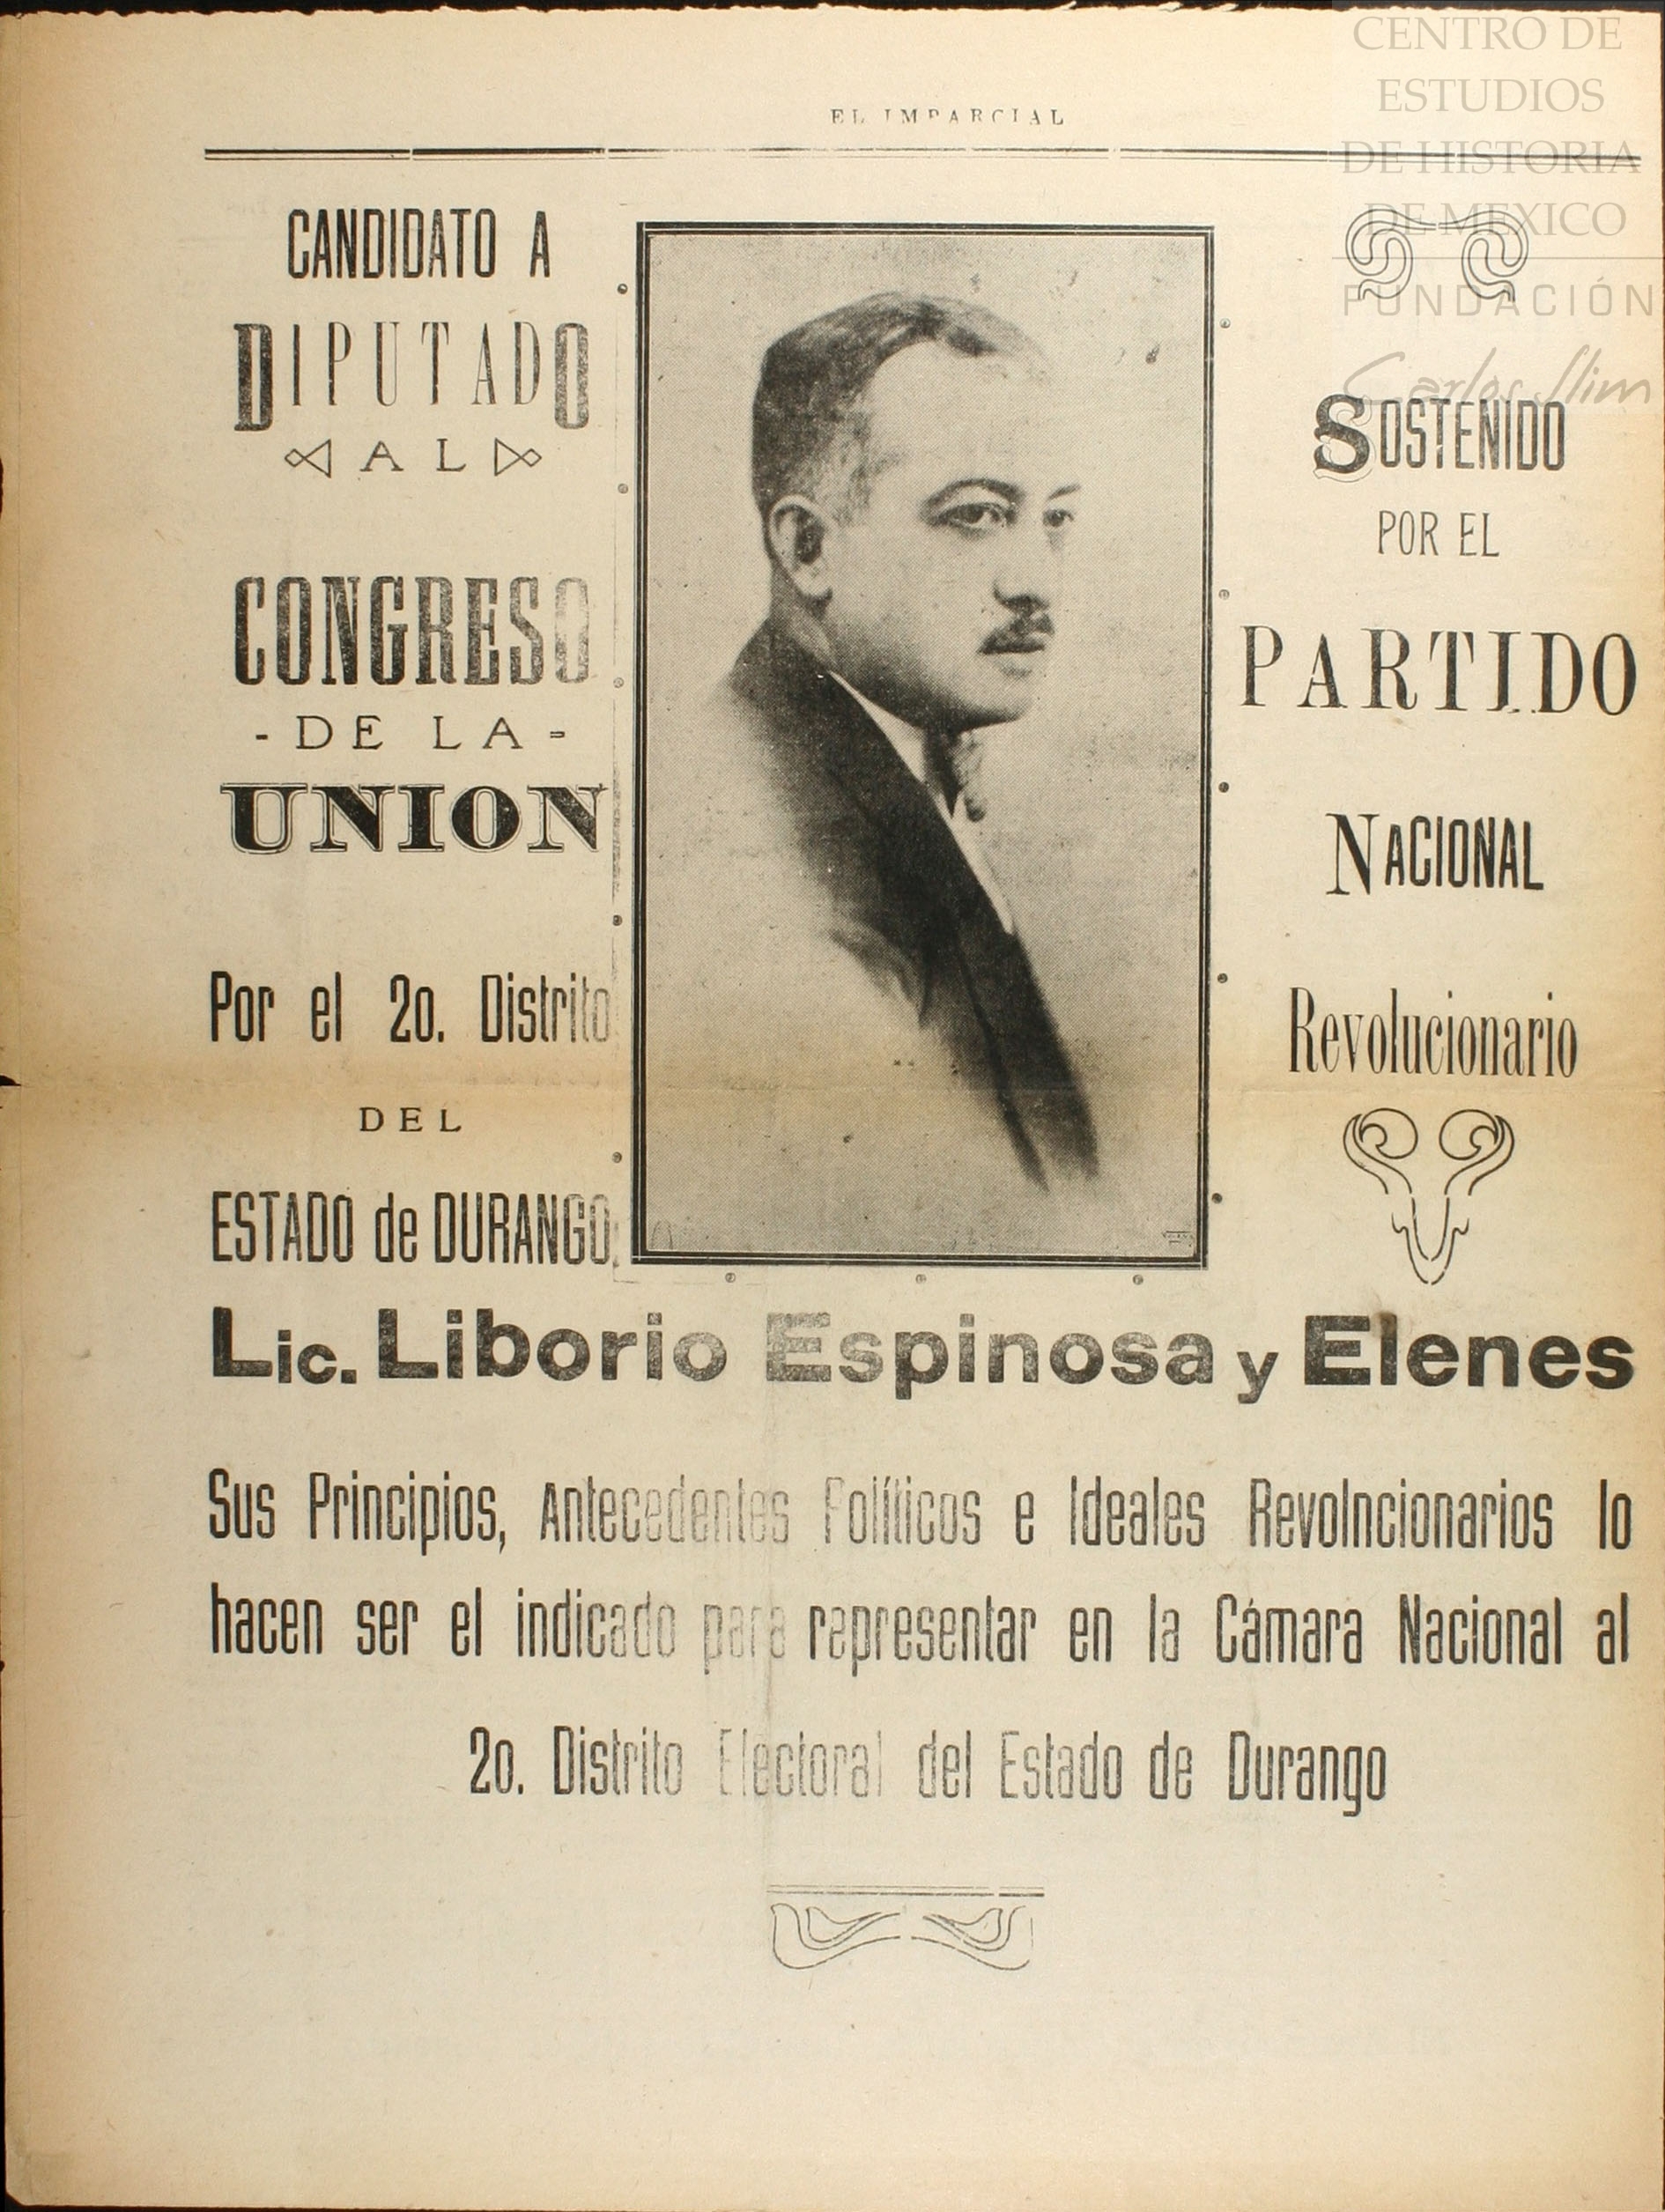 CENTRO DE
ESTUDIOS
DE HISTORIA
DE MEXICO
FUNDACIÓN
Carlos Slim
EL IMPARCIAL
CANDIDATO A
DIPUTADO
AL
CONGRESO
- DE LA -
UNION
Por el 2o. Distrito
DEL
ESTADO de DURANGO.
SOSTENIDO
POR EL
PARTIDO
NACIONAL
Revolucionario
Lic. Liborio Espinosa y Elenes
Sus Principios, Antecedentes Políticos e Ideales Revolncionarios lo
hacen ser el indicado para representar en la Cámara Nacional al
2o. Distrito Electoral del Estado de Durango